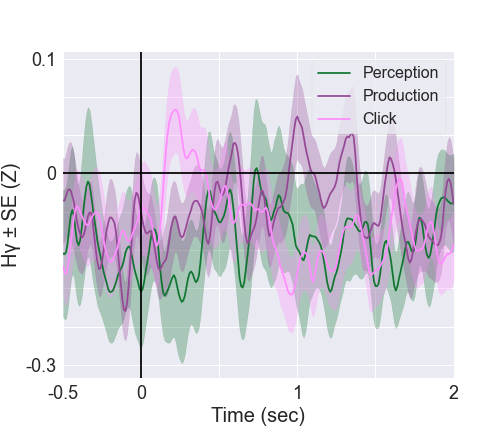 0.1
Perception
Production
Click
0
Hγ ± SE (Z)
-0.3
-0.5
0
1
2
Time (sec)